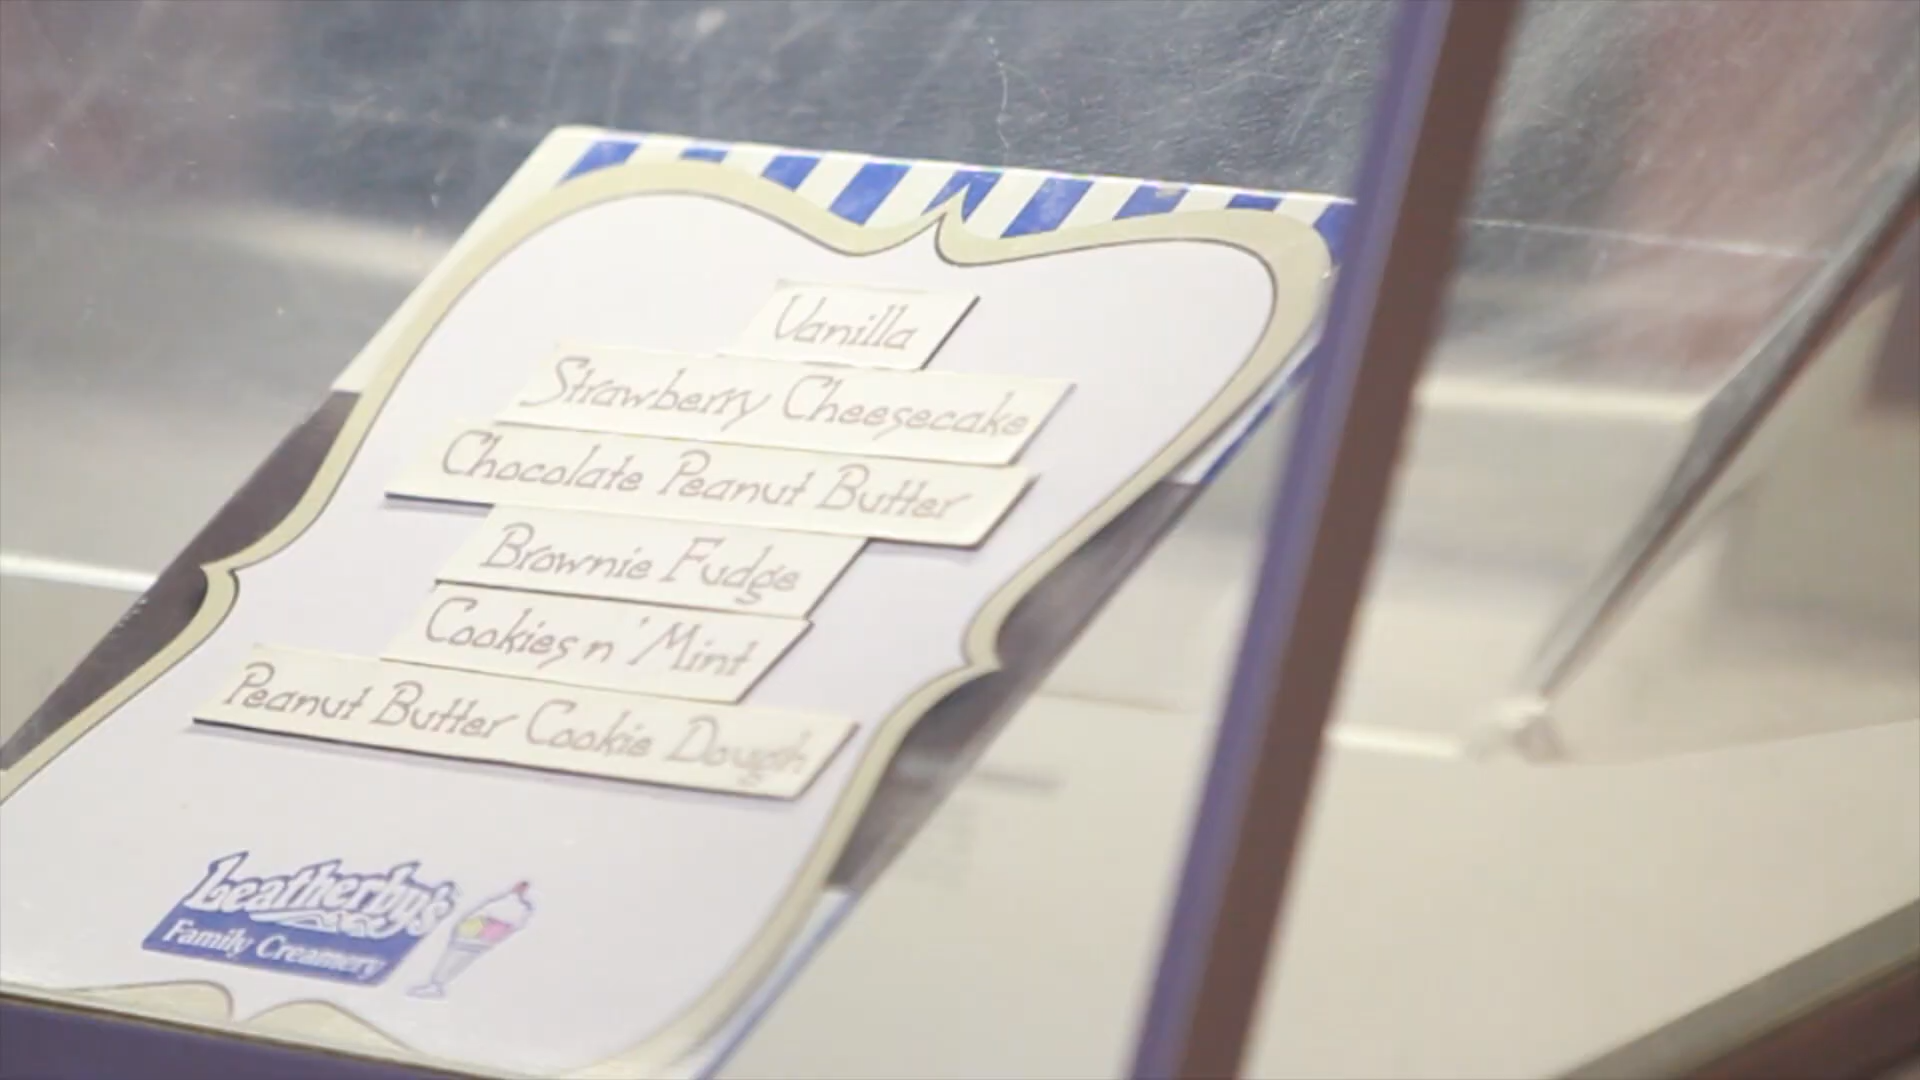 Vanilla
Strawberry Cheesecake
Chocolate Peanut Butter
Brownie Fudge
Cookies n' Mint
Peanut Butter Cookie Dough
Leatherby's
Family Creamery